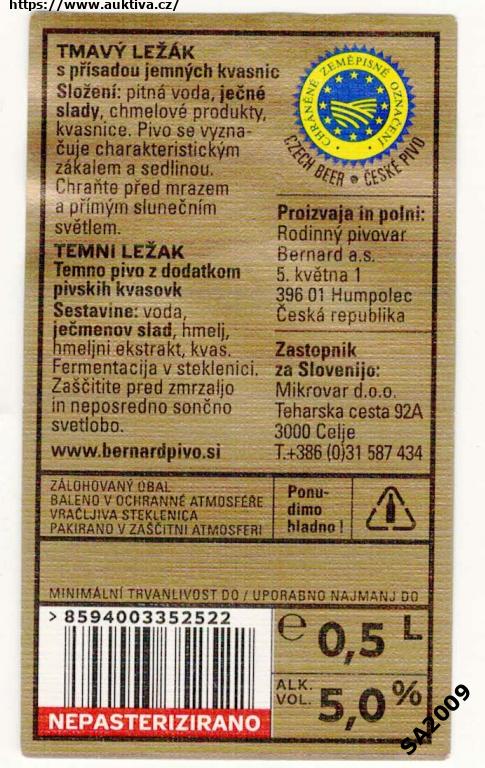 https://www.auktiva.cz/
TMAVÝ LEŽÁK
s přísadou jemných kvasnic
Složení: pitná voda, ječné
slady, chmelové produkty,
kvasnice. Pivo se vyzna-
čuje charakteristickým
zákalem a sedlinou.
Chraňte před mrazem
a přímým slunečním
světlem.
TEMNI LEŽAK
Temno pivo z dodatkom
pivskih kvasovk
Sestavine: voda,
ječmenov slad, hmelj,
hmeljni ekstrakt, kvas.
Fermentacija v steklenici.
Zaščitite pred zmrzaljo
in neposredno sončno
svetlobo.
www.bernardpivo.si
CHRÁNĚNÉ ZEMĚPISNÉ OZNAČENÍ
CZECH BEER • ČESKÉ PIVO
Proizvaja in polni:
Rodinný pivovar
Bernard a.s.
5. května 1
396 01 Humpolec
Česká republika
Zastopnik
za Slovenijo:
Mikrovar d.o.o.
Teharska cesta 92A
3000 Celje
T.+386 (0)31 587 434
ZÁLOHOVANÝ OBAL
BALENO V OCHRANNÉ ATMOSFÉŘE
VRAČLJIVA STEKLENICA
PAKIRANO V ZAŠČITNI ATMOSFERI
Ponu-
dimo
hladno !
MINIMÁLNÍ TRVANLIVOST DO / UPORABNO NAJMANJ DO
> 8594003352522
NEPASTERIZIRANO
℮ 0,5 L
ALK.
VOL. 5,0 %
SA2009